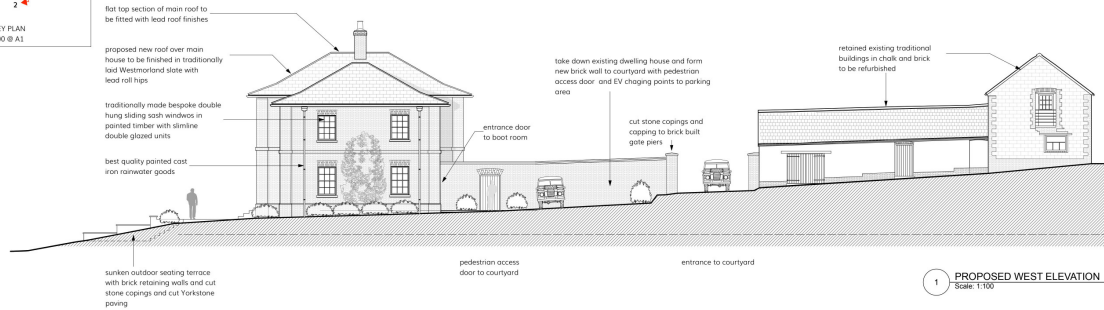 2
flat top section of main roof to
be fitted with lead roof finishes
proposed new roof over main
house to be finished in traditionally
laid Westmorland slate with
lead roll hips
traditionally made bespoke double
hung sliding sash windwos in
painted timber with slimline
double glazed units
best quality painted cast
iron rainwater goods
entrance door
to boot room
take down existing dwelling house and form
new brick wall to courtyard with pedestrian
access door and EV chaging points to parking
area
cut stone copings and
capping to brick built
gate piers
retained existing traditional
buildings in chalk and brick
to be refurbished
sunken outdoor seating terrace
with brick retaining walls and cut
stone copings and cut Yorkstone
paving
pedestrian access
door to courtyard
entrance to courtyard
1
PROPOSED WEST ELEVATION
Scale: 1:100
PLAN
@ A1